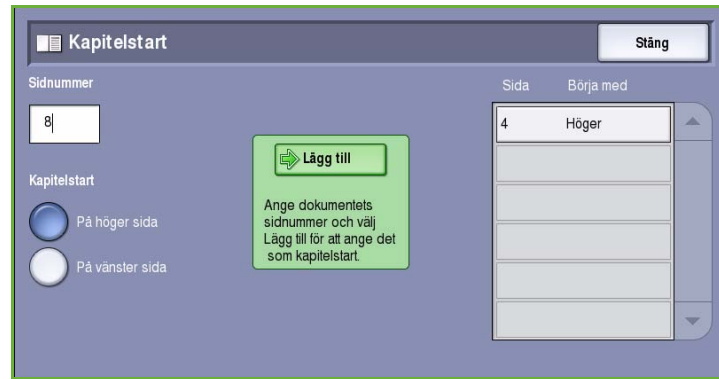 Kapitelstart
Stäng
Sidnummer
8
Sida Börja med
4 Höger
Lägg till
Ange dokumentets
sidnummer och välj
Lägg till för att ange det
som kapitelstart.
Kapitelstart
På höger sida
På vänster sida